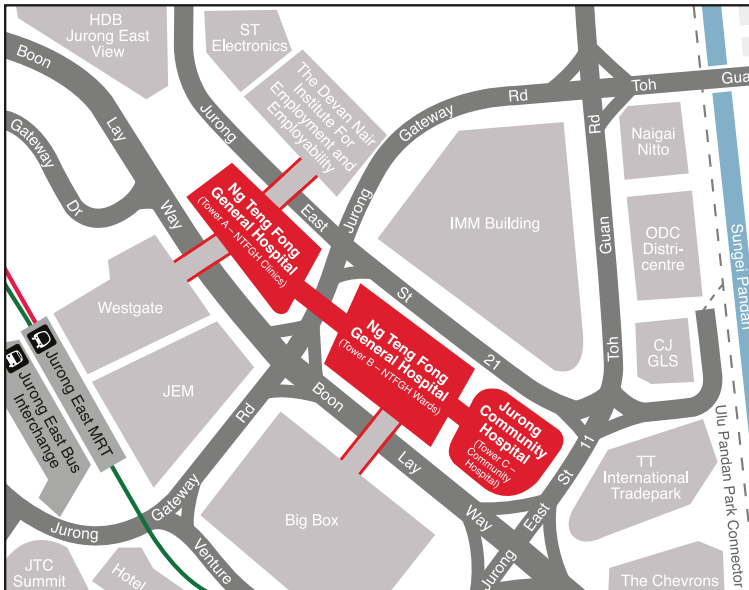 HDB
Jurong East
View
ST
Electronics
The Devan Nair
Institute For
Employment and
Employability
Boon
Lay
Way
Gateway
Dr
Jurong
East
St
21
Jurong
Gateway
Rd
Toh
Gua
Rd
Guan
Toh
Naigai
Nitto
ODC
Distri-
centre
CJ
GLS
Sungei Pandan
Ulu Pandan Park Connector
IMM Building
Ng Teng Fong
General Hospital
(Tower A – NTFGH Clinics)
Ng Teng Fong
General Hospital
(Tower B – NTFGH Wards)
Jurong
Community
Hospital
(Tower C –
Community
Hospital)
Westgate
JEM
Jurong East MRT
Jurong East Bus
Interchange
Boon
Lay
Way
Jurong
East
St
11
TT
International
Tradepark
The Chevrons
Big Box
Jurong
Gateway
Rd
Venture
JTC
Summit
Hotel